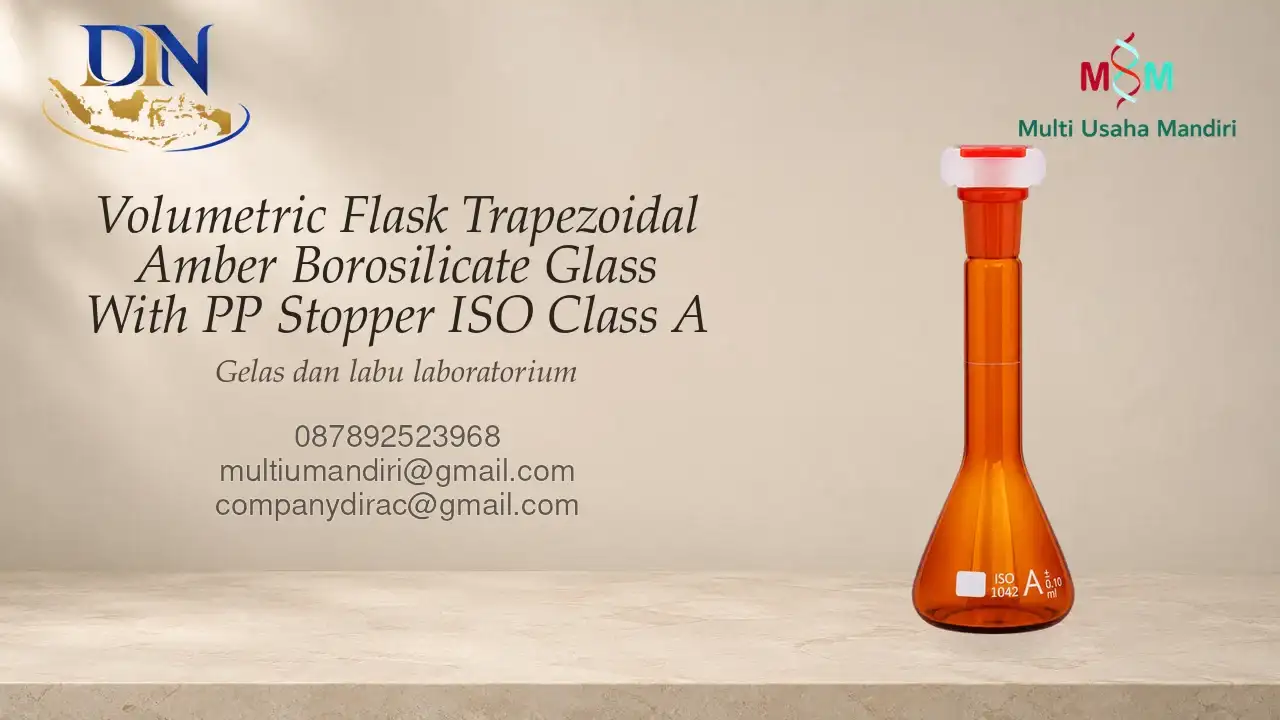 DIN
M M
Multi Usaha Mandiri
Volumetric Flask Trapezoidal
Amber Borosilicate Glass
With PP Stopper ISO Class A
Gelas dan labu laboratorium
087892523968
multiumandiri@gmail.com
companydirac@gmail.com
ISO
1042
A
±
0.10
ml